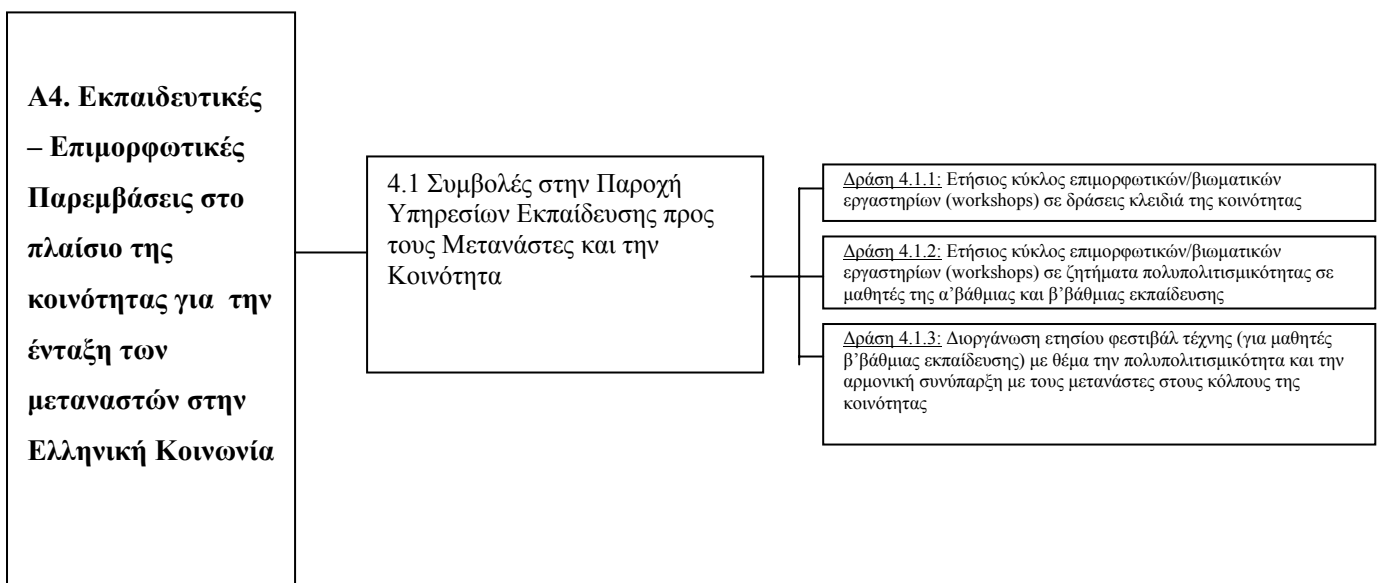 Α4. Εκπαιδευτικές
– Επιμορφωτικές
Παρεμβάσεις στο
πλαίσιο της
κοινότητας για την
ένταξη των
μεταναστών στην
Ελληνική Κοινωνία
4.1 Συμβολές στην Παροχή
Υπηρεσίων Εκπαίδευσης προς
τους Μετανάστες και την
Κοινότητα
Δράση 4.1.1: Ετήσιος κύκλος επιμορφωτικών/βιωματικών
εργαστηρίων (workshops) σε δράσεις κλειδιά της κοινότητας
Δράση 4.1.2: Ετήσιος κύκλος επιμορφωτικών/βιωματικών
εργαστηρίων (workshops) σε ζητήματα πολυπολιτισμικότητας σε
μαθητές της α’βάθμιας και β’βάθμιας εκπαίδευσης
Δράση 4.1.3: Διοργάνωση ετησίου φεστιβάλ τέχνης (για μαθητές
β’βάθμιας εκπαίδευσης) με θέμα την πολυπολιτισμικότητα και την
αρμονική συνύπαρξη με τους μετανάστες στους κόλπους της
κοινότητας